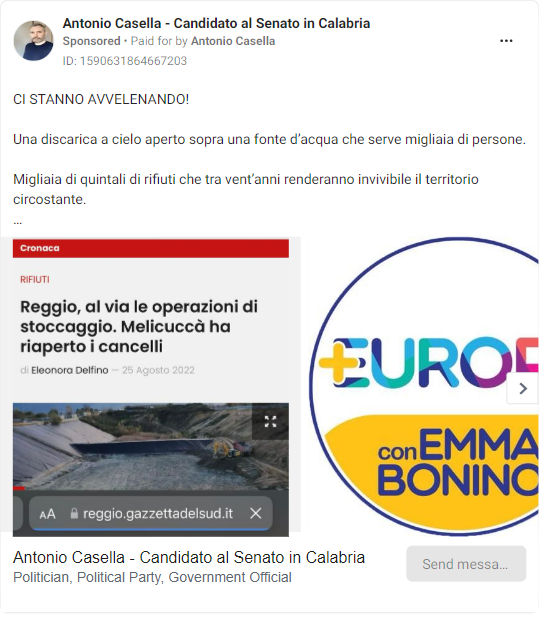 Antonio Casella - Candidato al Senato in Calabria
Sponsored • Paid for by Antonio Casella
ID: 1590631864667203
CI STANNO AVVELENANDO!
Una discarica a cielo aperto sopra una fonte d’acqua che serve migliaia di persone.
Migliaia di quintali di rifiuti che tra vent’anni renderanno invivibile il territorio
circostante.
...
Cronaca
RIFIUTI
Reggio, al via le operazioni di
stoccaggio. Melicuccà ha
riaperto i cancelli
di Eleonora Delfino — 25 Agosto 2022
AA reggio.gazzettadelsud.it
+EUROP
con EMMA
BONINO
Antonio Casella - Candidato al Senato in Calabria
Politician, Political Party, Government Official
Send messa...